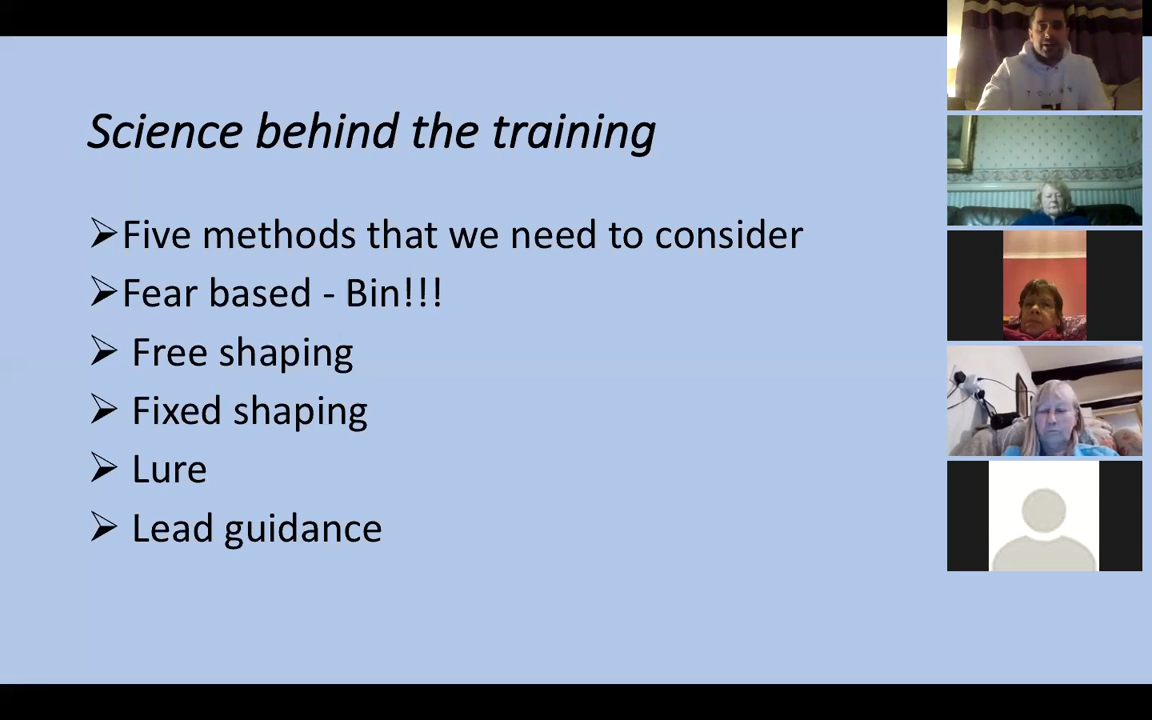 Science behind the training
➢Five methods that we need to consider
➢Fear based - Bin!!!
➢ Free shaping
➢ Fixed shaping
➢ Lure
➢ Lead guidance